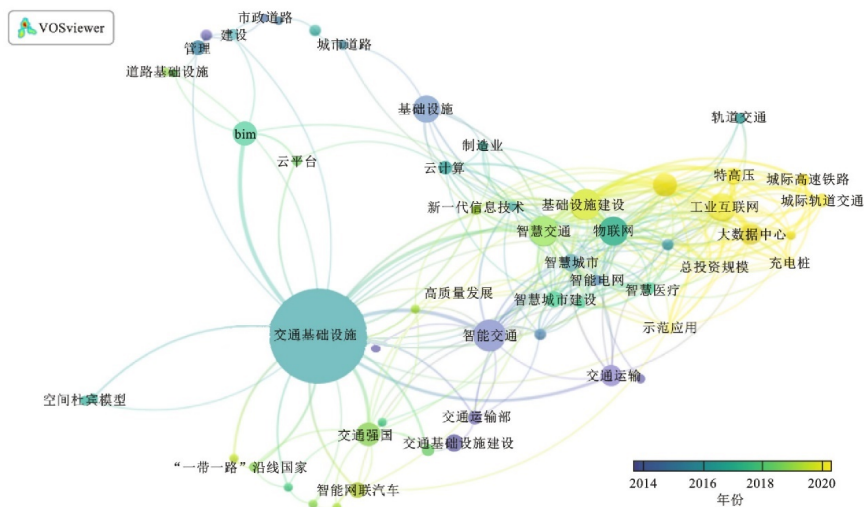 VOSviewer
市政道路
管理
建设
城市道路
道路基础设施
基础设施
bim
制造业
轨道交通
云平台
云计算
特高压
城际高速铁路
新一代信息技术
基础设施建设
工业互联网
城际轨道交通
智慧交通
物联网
大数据中心
智慧城市
总投资规模
充电桩
智能电网
高质量发展
智慧城市建设
智慧医疗
交通基础设施
智能交通
示范应用
空间杜宾模型
交通运输
交通运输部
交通强国
交通基础设施建设
“一带一路”沿线国家
智能网联汽车
2014
2016
2018
2020
年份